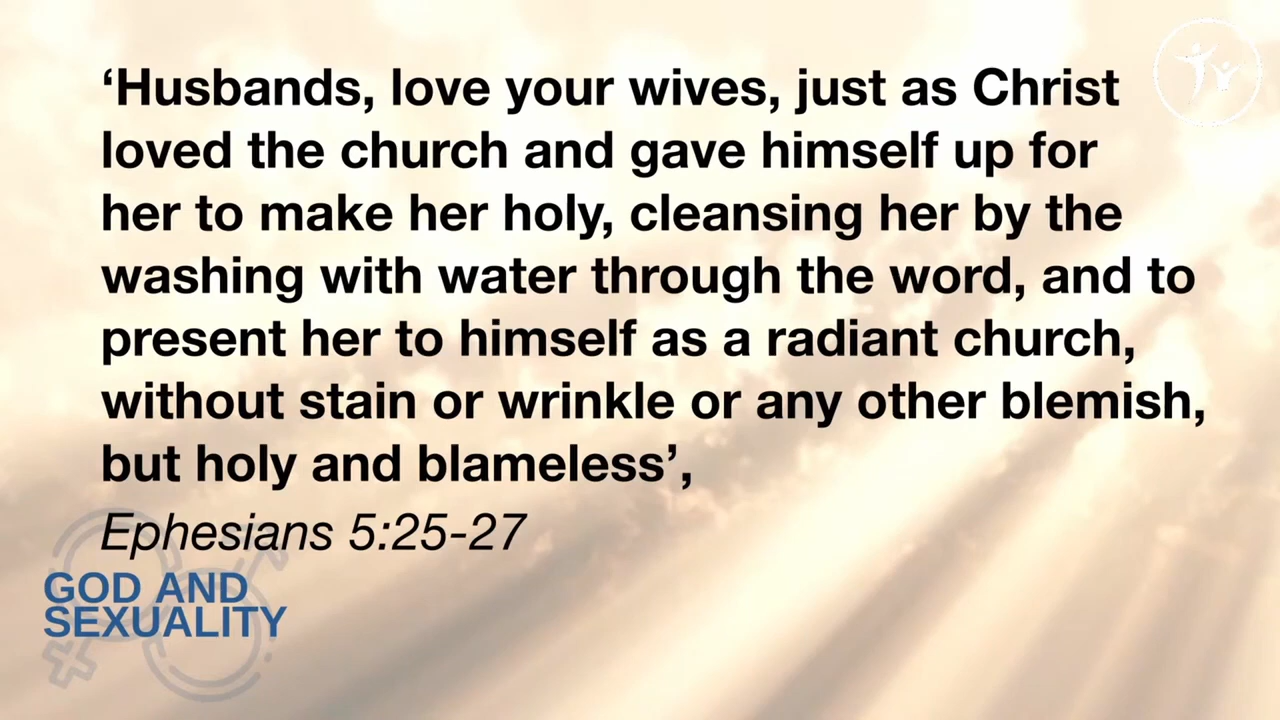 ‘Husbands, love your wives, just as Christ
loved the church and gave himself up for
her to make her holy, cleansing her by the
washing with water through the word, and to
present her to himself as a radiant church,
without stain or wrinkle or any other blemish,
but holy and blameless’,
Ephesians 5:25-27
GOD AND
SEXUALITY